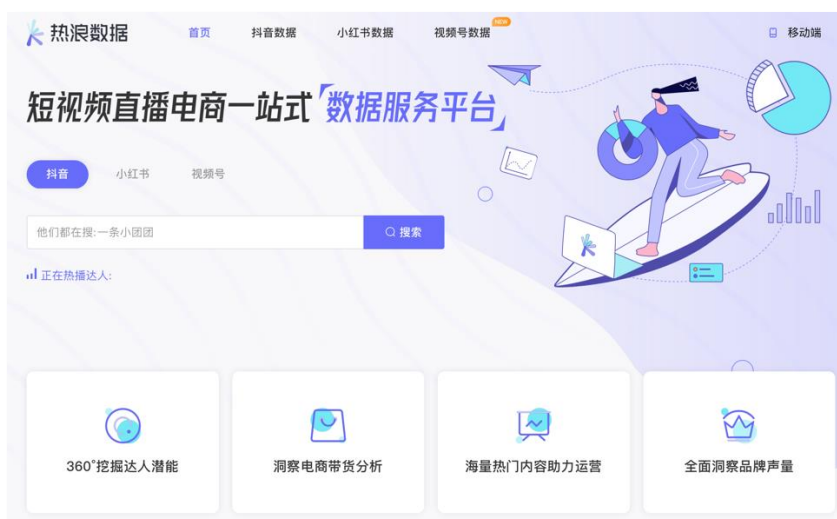 热浪数据
首页 抖音数据 小红书数据 视频号数据 NEW 移动端
短视频直播电商一站式「数据服务平台」
抖音 小红书 视频号
他们都在搜:一条小团团 搜索
正在热播达人:
360°挖掘达人潜能 洞察电商带货分析 海量热门内容助力运营 全面洞察品牌声量